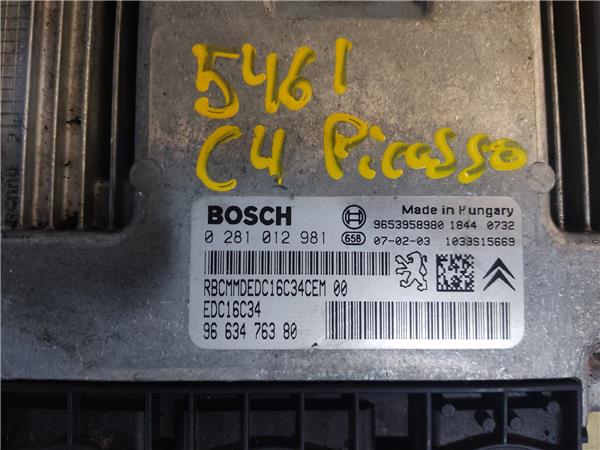 5461
C4 Picasso
BOSCH
0 281 012 981
658
Made in Hungary
9653958980 1844 0732
07-02-03 1033S15669
RBCMMDEDC16C34CEM 00
EDC16C34
96 634 763 80